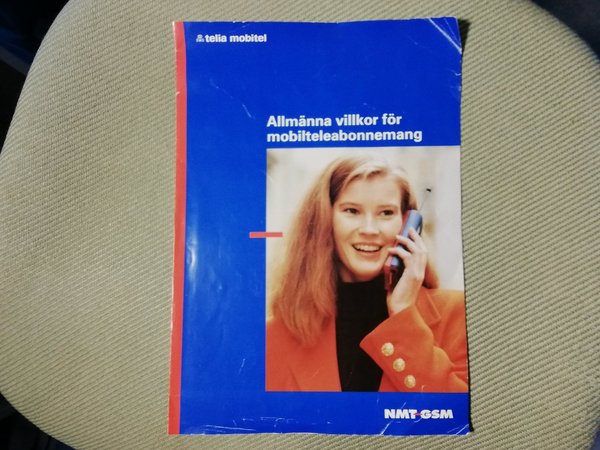 telia mobitel
Allmänna villkor för
mobilteleabonnemang
NMT GSM